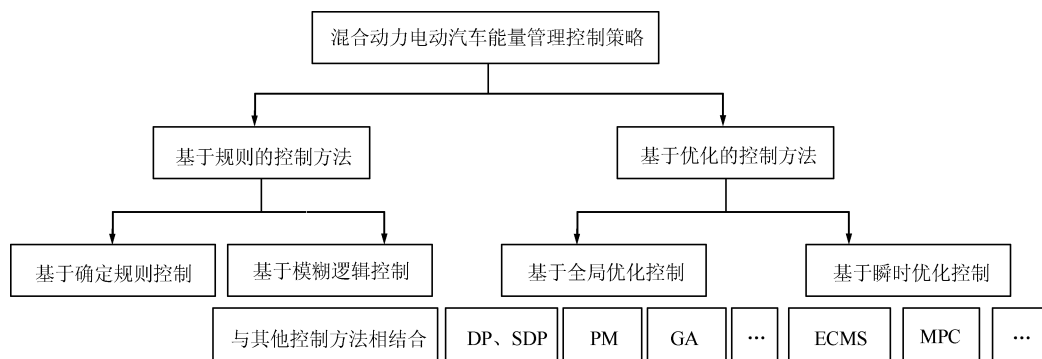 混合动力电动汽车能量管理控制策略
基于规则的控制方法
基于优化的控制方法
基于确定规则控制
基于模糊逻辑控制
基于全局优化控制
基于瞬时优化控制
与其他控制方法相结合
DP、SDP
PM
GA
…
ECMS
MPC
…